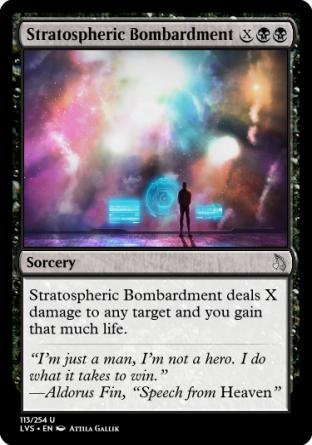 Stratospheric Bombardment X
Sorcery
Stratospheric Bombardment deals X
damage to any target and you gain
that much life.
“I’m just a man, I’m not a hero. I do
what it takes to win.”
—Aldorus Fin, “Speech from Heaven”
113/254 U
LVS • EN Attila Gallik